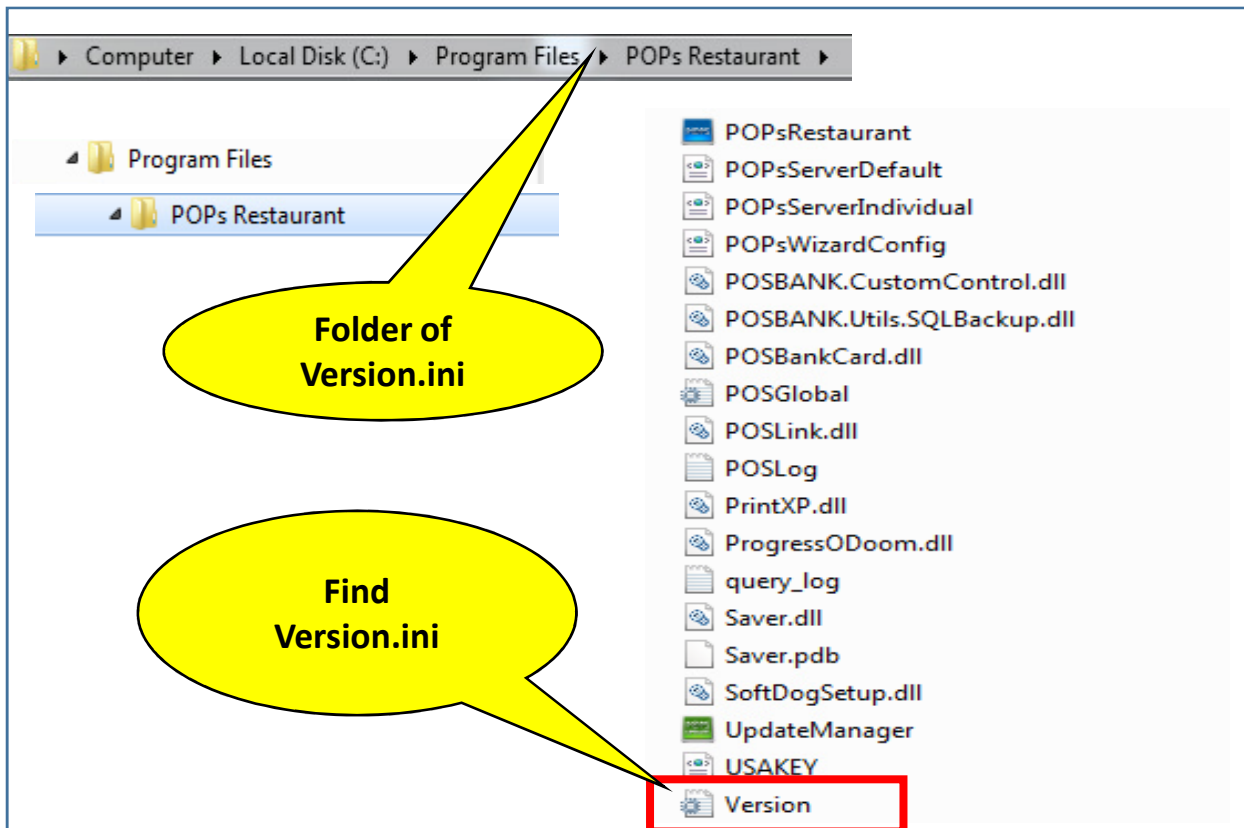 Computer Local Disk (C:) Program Files POPs Restaurant
Program Files
POPs Restaurant
Folder of
Version.ini
Find
Version.ini
POPsRestaurant
POPsServerDefault
POPsServerIndividual
POPsWizardConfig
POSBANK.CustomControl.dll
POSBANK.Utils.SQLBackup.dll
POSBankCard.dll
POSGlobal
POSLink.dll
POSLog
PrintXP.dll
ProgressODoom.dll
query_log
Saver.dll
Saver.pdb
SoftDogSetup.dll
UpdateManager
USAKEY
Version